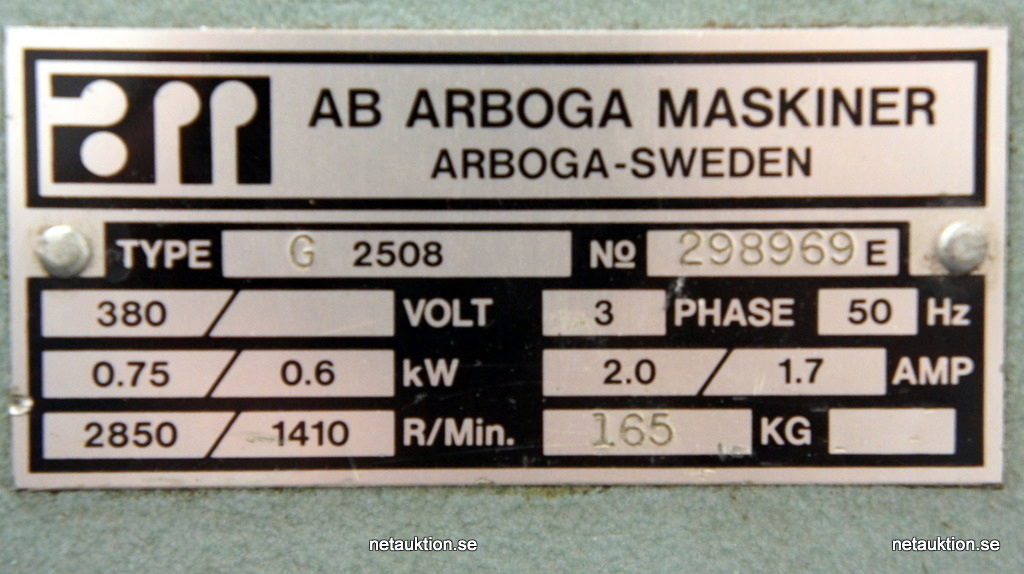 am AB ARBOGA MASKINER
ARBOGA-SWEDEN
TYPE G 2508 Nº 298969 E
380 / VOLT 3 PHASE 50 Hz
0.75 / 0.6 kW 2.0 / 1.7 AMP
2850 / 1410 R/Min. 165 KG
netauktion.se netauktion.se